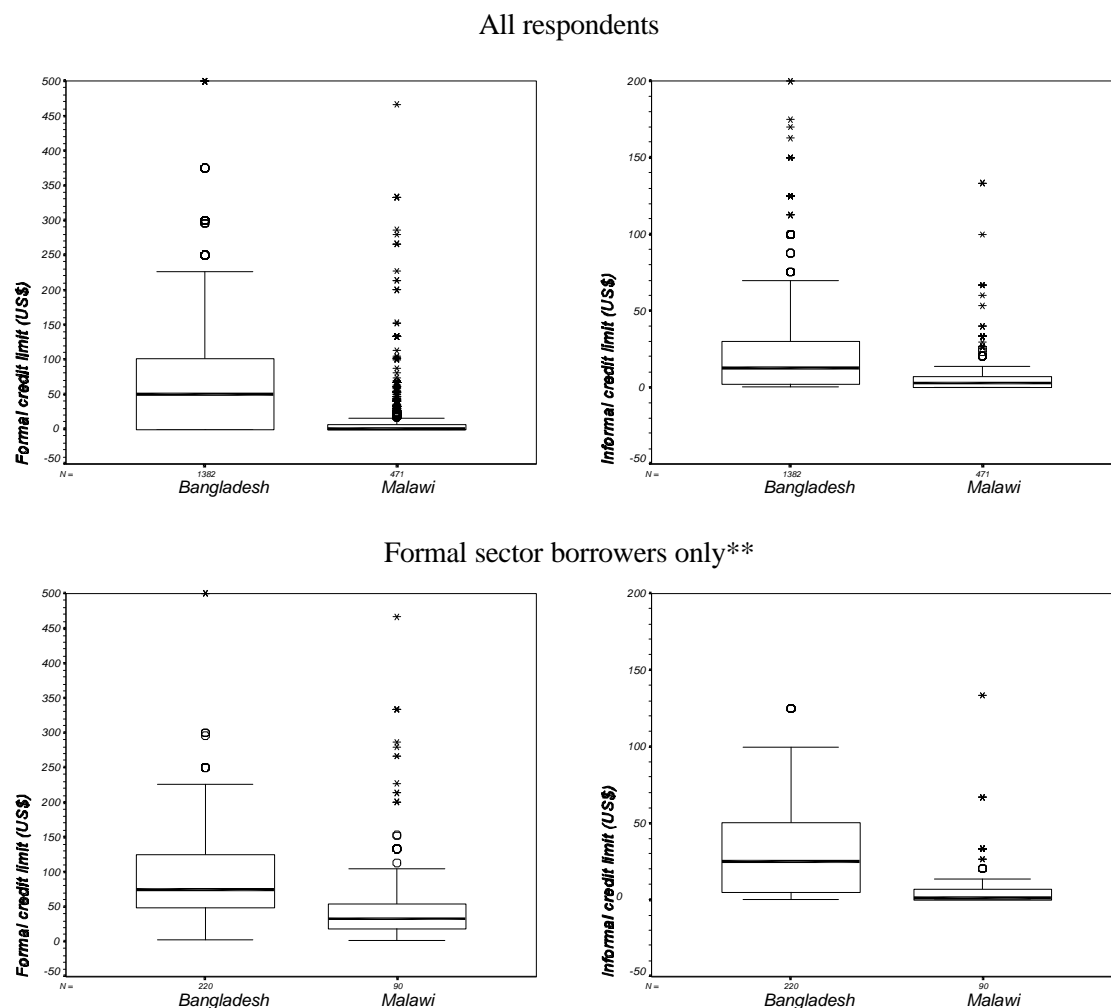 All respondents
Formal credit limit (US$)
500
450
400
350
300
250
200
150
100
50
0
-50
N = 1382 471
Bangladesh Malawi
Informal credit limit (US$)
200
150
100
50
0
-50
N = 1382 471
Bangladesh Malawi
Formal sector borrowers only**
Formal credit limit (US$)
500
450
400
350
300
250
200
150
100
50
0
-50
N = 220 90
Bangladesh Malawi
Informal credit limit (US$)
200
150
100
50
0
-50
N = 220 90
Bangladesh Malawi